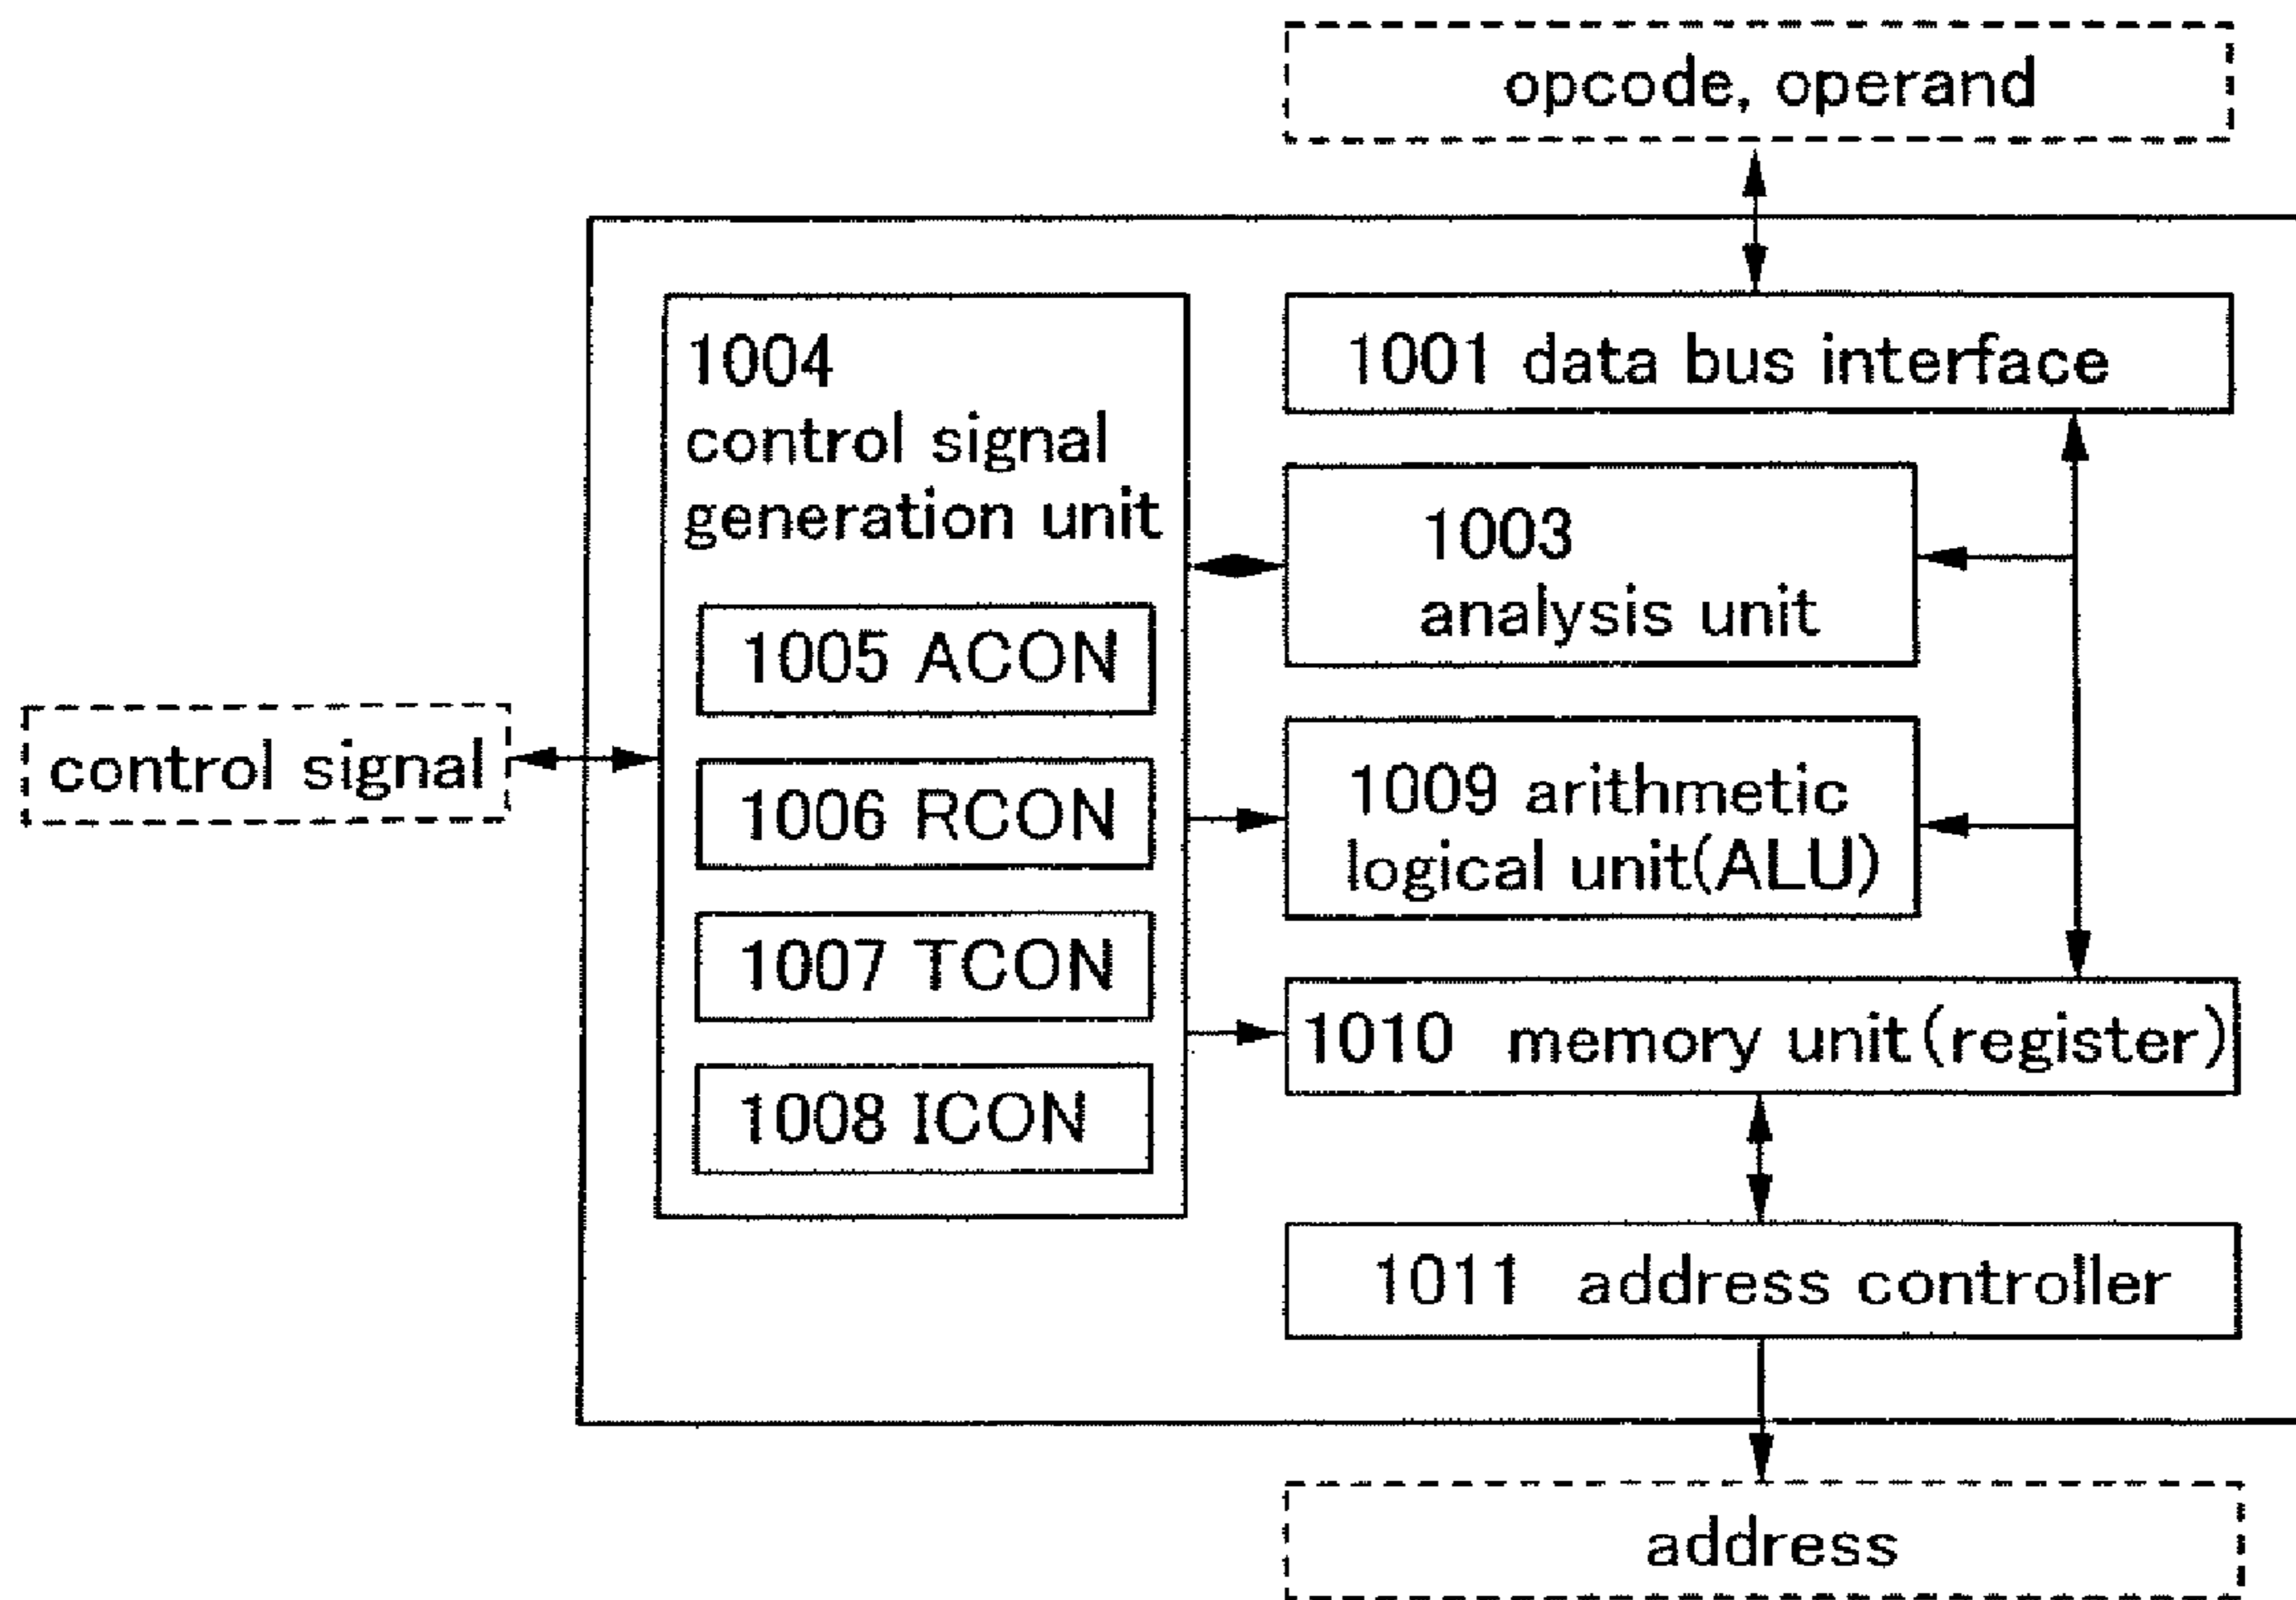 opcode, operand
1004
control signal
generation unit
1005 ACON
1006 RCON
1007 TCON
1008 ICON
control signal
1001 data bus interface
1003
analysis unit
1009 arithmetic
logical unit(ALU)
1010 memory unit(register)
1011 address controller
address